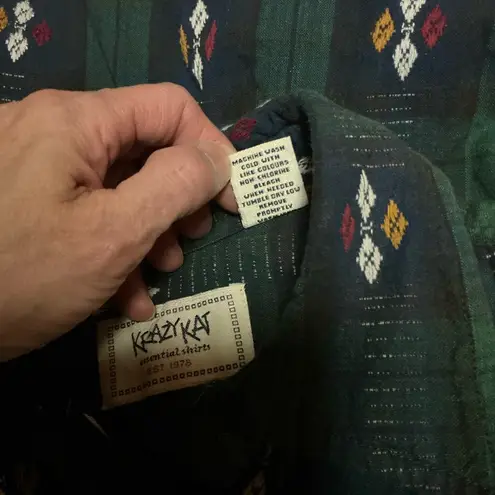 MACHINE WASH
COLD WITH
LIKE COLOURS
NON-CHLORINE
BLEACH
WHEN NEEDED
TUMBLE DRY LOW
REMOVE
PROMPTLY
KRAZY KAT
essential shirts
EST 1978